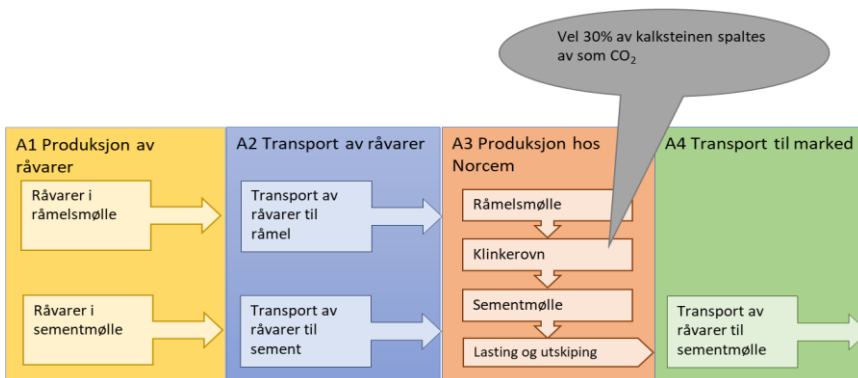 Vel 30% av kalksteinen spaltes
av som CO₂
A1 Produksjon av
råvarer
Råvarer i
råmelsmølle
Råvarer i
sementmølle
A2 Transport av råvarer
Transport av
råvarer til
råmel
Transport av
råvarer til
sement
A3 Produksjon hos
Norcem
Råmelsmølle
Klinkerovn
Sementmølle
Lasting og utskiping
A4 Transport til marked
Transport av
råvarer til
sementmølle